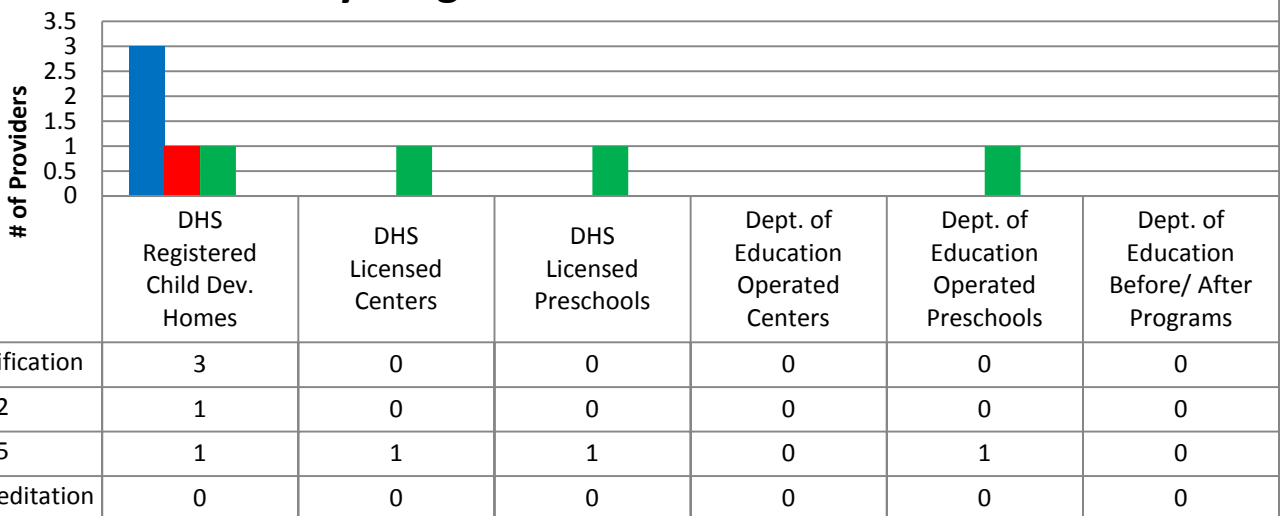 3.5
3
2.5
2
1.5
1
0.5
0
# of Providers
DHS
Registered
Child Dev.
Homes
DHS
Licensed
Centers
DHS
Licensed
Preschools
Dept. of
Education
Operated
Centers
Dept. of
Education
Operated
Preschools
Dept. of
Education
Before/ After
Programs
ification 3 0 0 0 0 0
2 1 0 0 0 0 0
5 1 1 1 0 1 0
editation 0 0 0 0 0 0